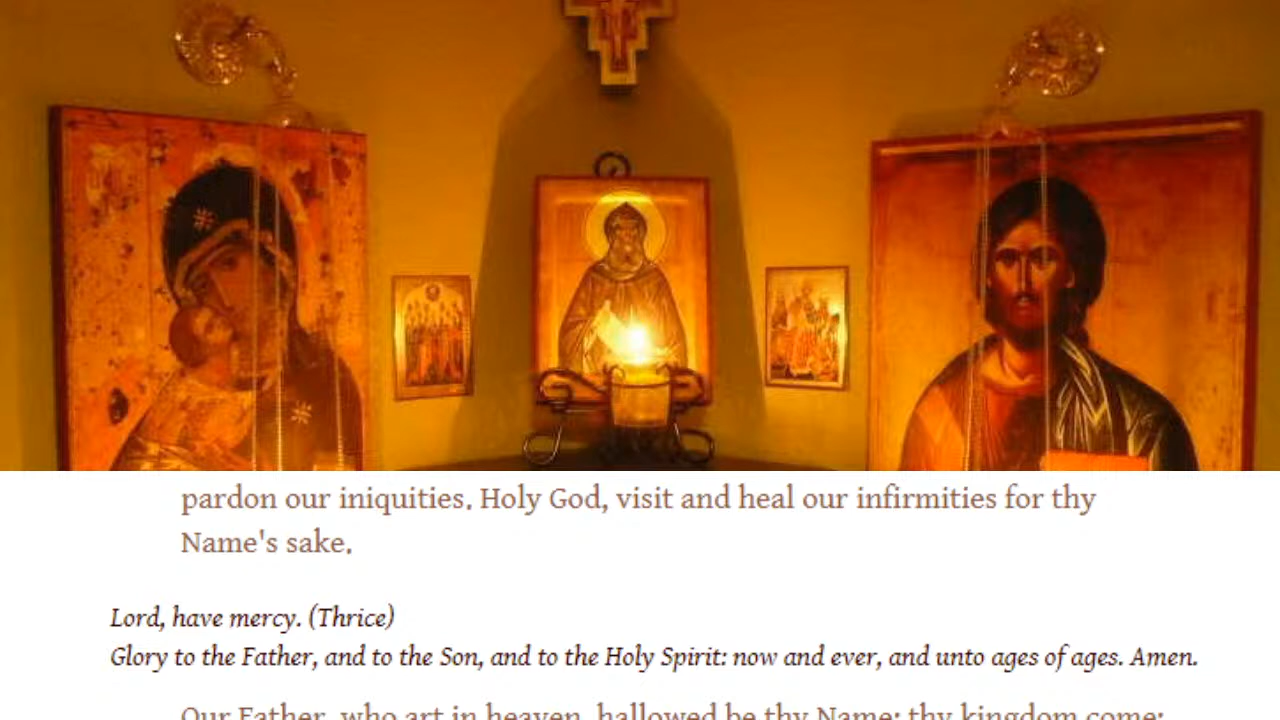 pardon our iniquities. Holy God, visit and heal our infirmities for thy
Name's sake.
Lord, have mercy. (Thrice)
Glory to the Father, and to the Son, and to the Holy Spirit: now and ever, and unto ages of ages. Amen.
Our Father, who art in heaven, hallowed be thy Name; thy kingdom come;